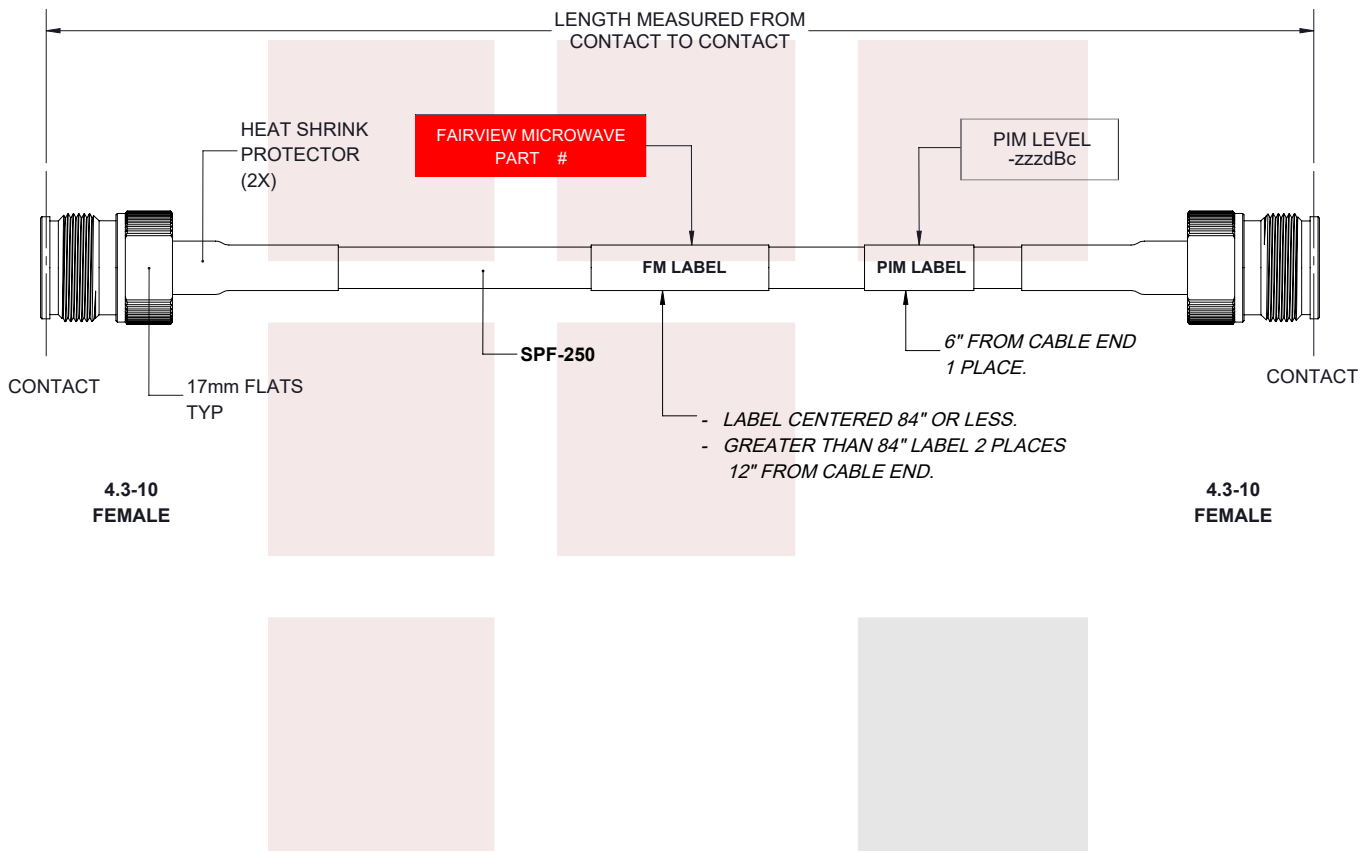 LENGTH MEASURED FROM
CONTACT TO CONTACT
HEAT SHRINK
PROTECTOR
(2X)
FAIRVIEW MICROWAVE
PART #
PIM LEVEL
-zzzdBc
FM LABEL
PIM LABEL
SPF-250
6" FROM CABLE END
1 PLACE.
CONTACT
17mm FLATS
TYP
CONTACT
- LABEL CENTERED 84" OR LESS.
- GREATER THAN 84" LABEL 2 PLACES
12" FROM CABLE END.
4.3-10
FEMALE
4.3-10
FEMALE